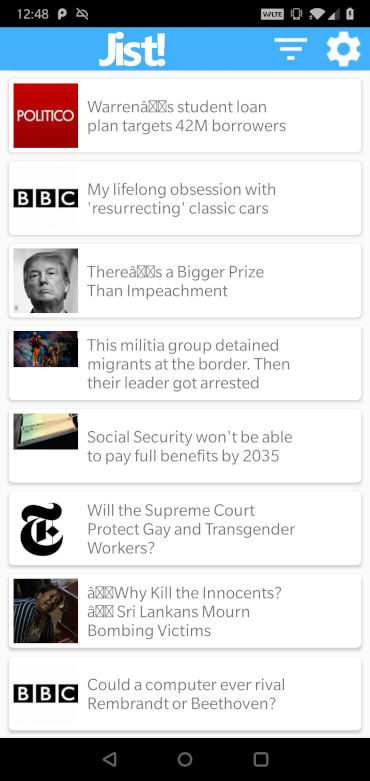 12:48
VoLTE
Jist!
POLITICO
Warrenâ��s student loan
plan targets 42M borrowers
BBC
My lifelong obsession with
'resurrecting' classic cars
Thereâ��s a Bigger Prize
Than Impeachment
This militia group detained
migrants at the border. Then
their leader got arrested
Social Security won't be able
to pay full benefits by 2035
T
Will the Supreme Court
Protect Gay and Transgender
Workers?
â��Why Kill the Innocents?
â�� Sri Lankans Mourn
Bombing Victims
BBC
Could a computer ever rival
Rembrandt or Beethoven?